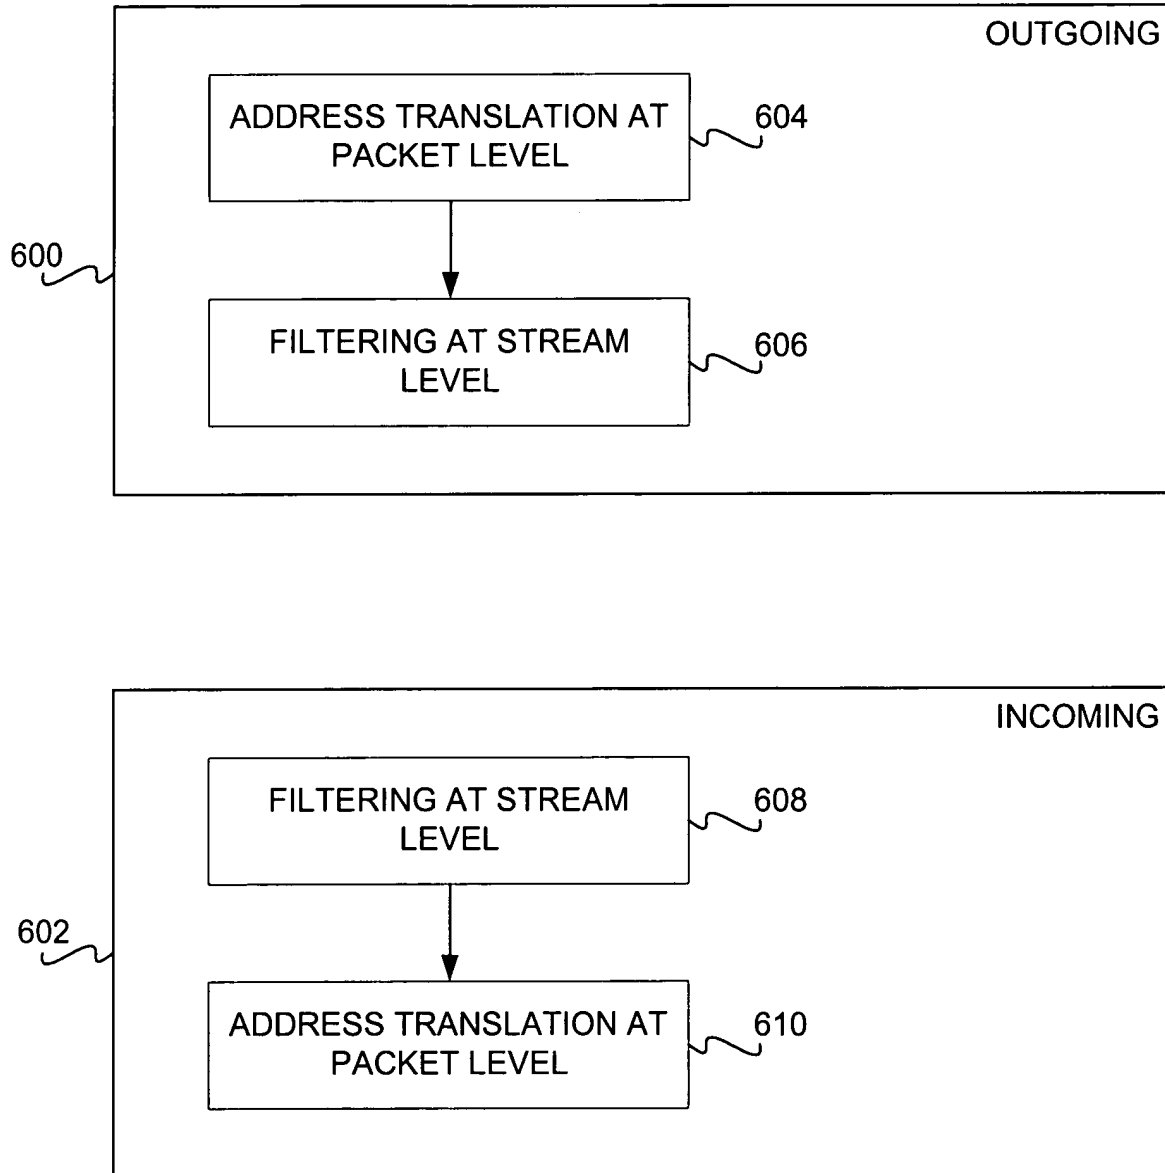 OUTGOING
ADDRESS TRANSLATION AT
PACKET LEVEL
604
600
FILTERING AT STREAM
LEVEL
606
INCOMING
FILTERING AT STREAM
LEVEL
608
602
ADDRESS TRANSLATION AT
PACKET LEVEL
610